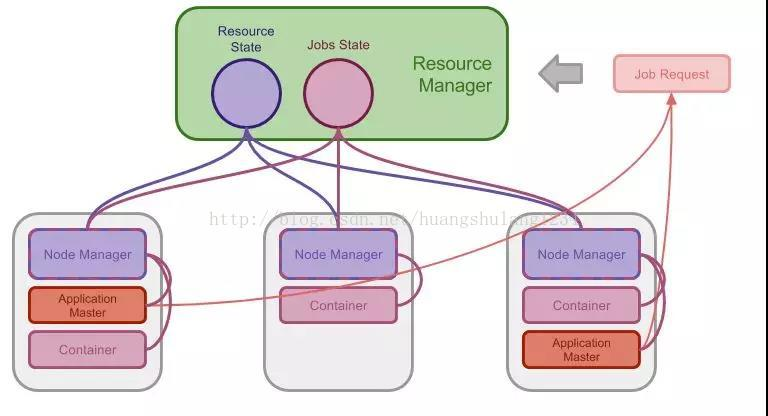 Resource
State
Jobs State
Resource
Manager
Job Request
http://blog.csdn.net/huangshulang1234
Node Manager
Application
Master
Container
Node Manager
Container
Node Manager
Container
Application
Master